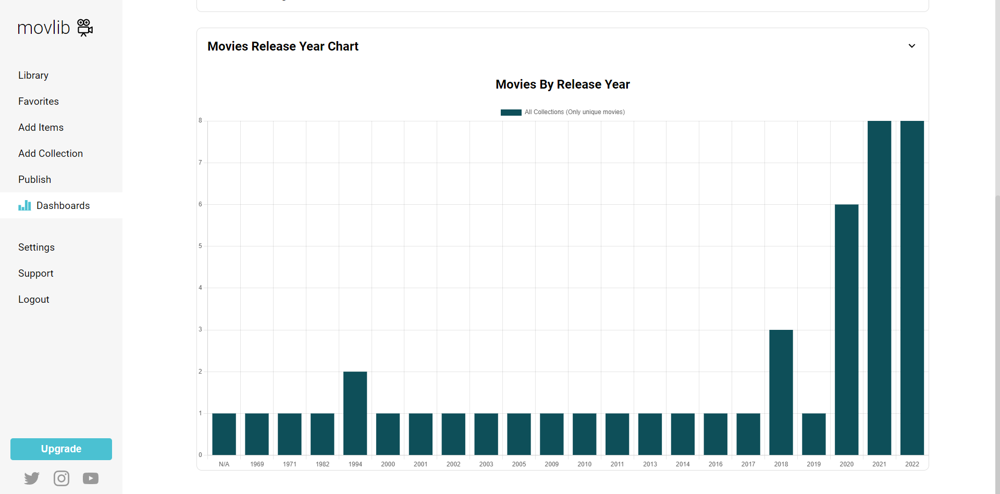 movlib
Library
Favorites
Add Items
Add Collection
Publish
Dashboards
Settings
Support
Logout
Upgrade
Movies Release Year Chart
Movies By Release Year
All Collections (Only unique movies)
8
7
6
5
4
3
2
1
0
N/A 1969 1971 1982 1994 2000 2001 2002 2003 2005 2009 2010 2011 2013 2014 2016 2017 2018 2019 2020 2021 2022